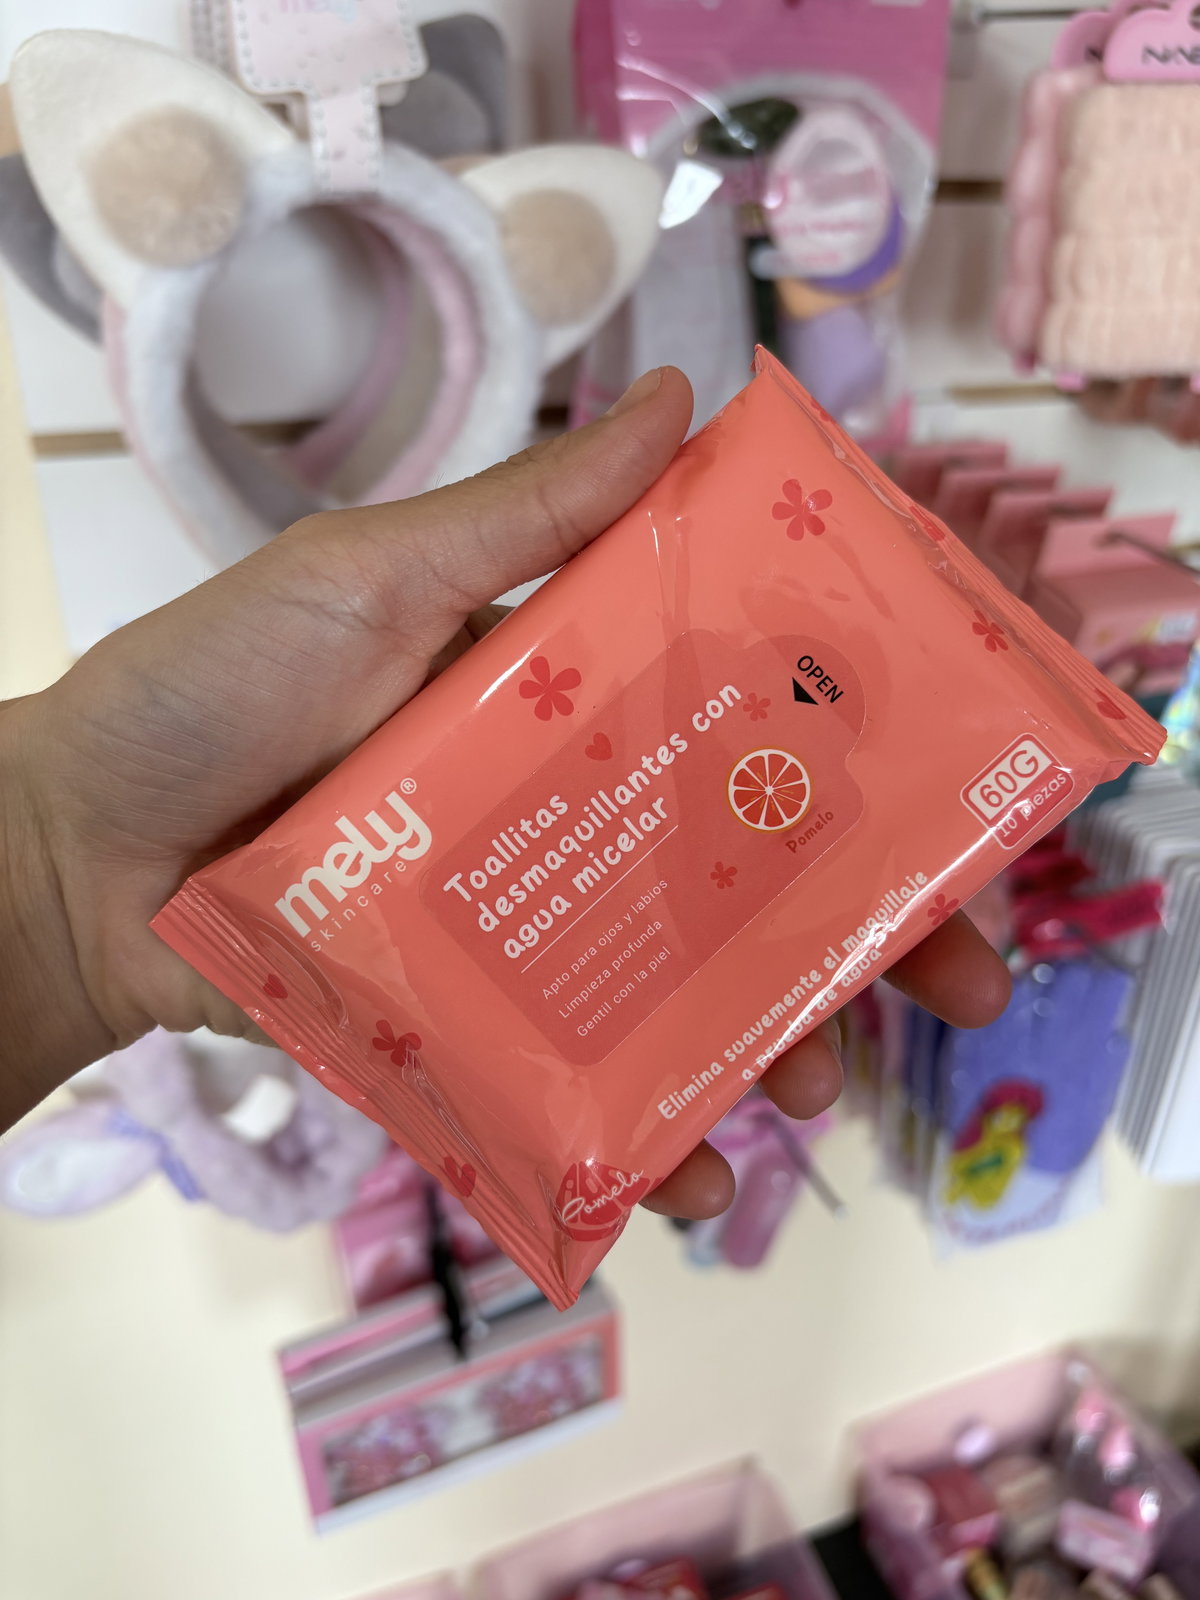 mely®
skincare
Toallitas
desmaquillantes con
agua micelar
Apto para ojos y labios
Limpieza profunda
Gentil con la piel
OPEN
Pomelo
60G
10 piezas
Elimina suavemente el maquillaje
a prueba de agua
Pomelo